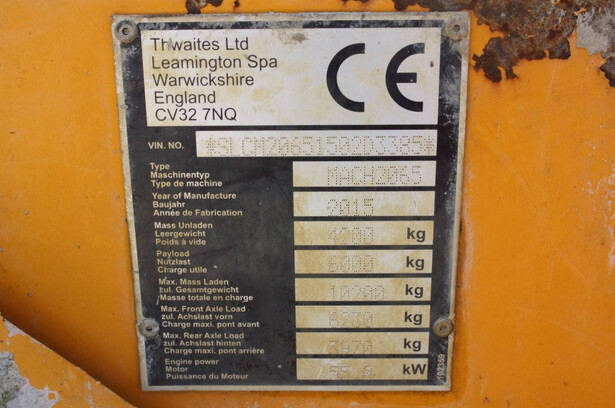 Thwaites Ltd
Leamington Spa
Warwickshire
England
CV32 7NQ
CE
VIN. NO.
Type
Maschinentyp
Type de machine
MACH2065
Year of Manufacture
Baujahr
Année de Fabrication
2015
Mass Unladen
Leergewicht
Poids à vide
4200 kg
Payload
Nutzlast
Charge utile
6000 kg
Max. Mass Laden
zul. Gesamtgewicht
Masse totale en charge
10200 kg
Max. Front Axle Load
zul. Achslast vorn
Charge maxi. pont avant
6230 kg
Max. Rear Axle Load
zul. Achslast hinten
Charge maxi. pont arrière
3970 kg
Engine power
Motor
Puissance du Moteur
kW